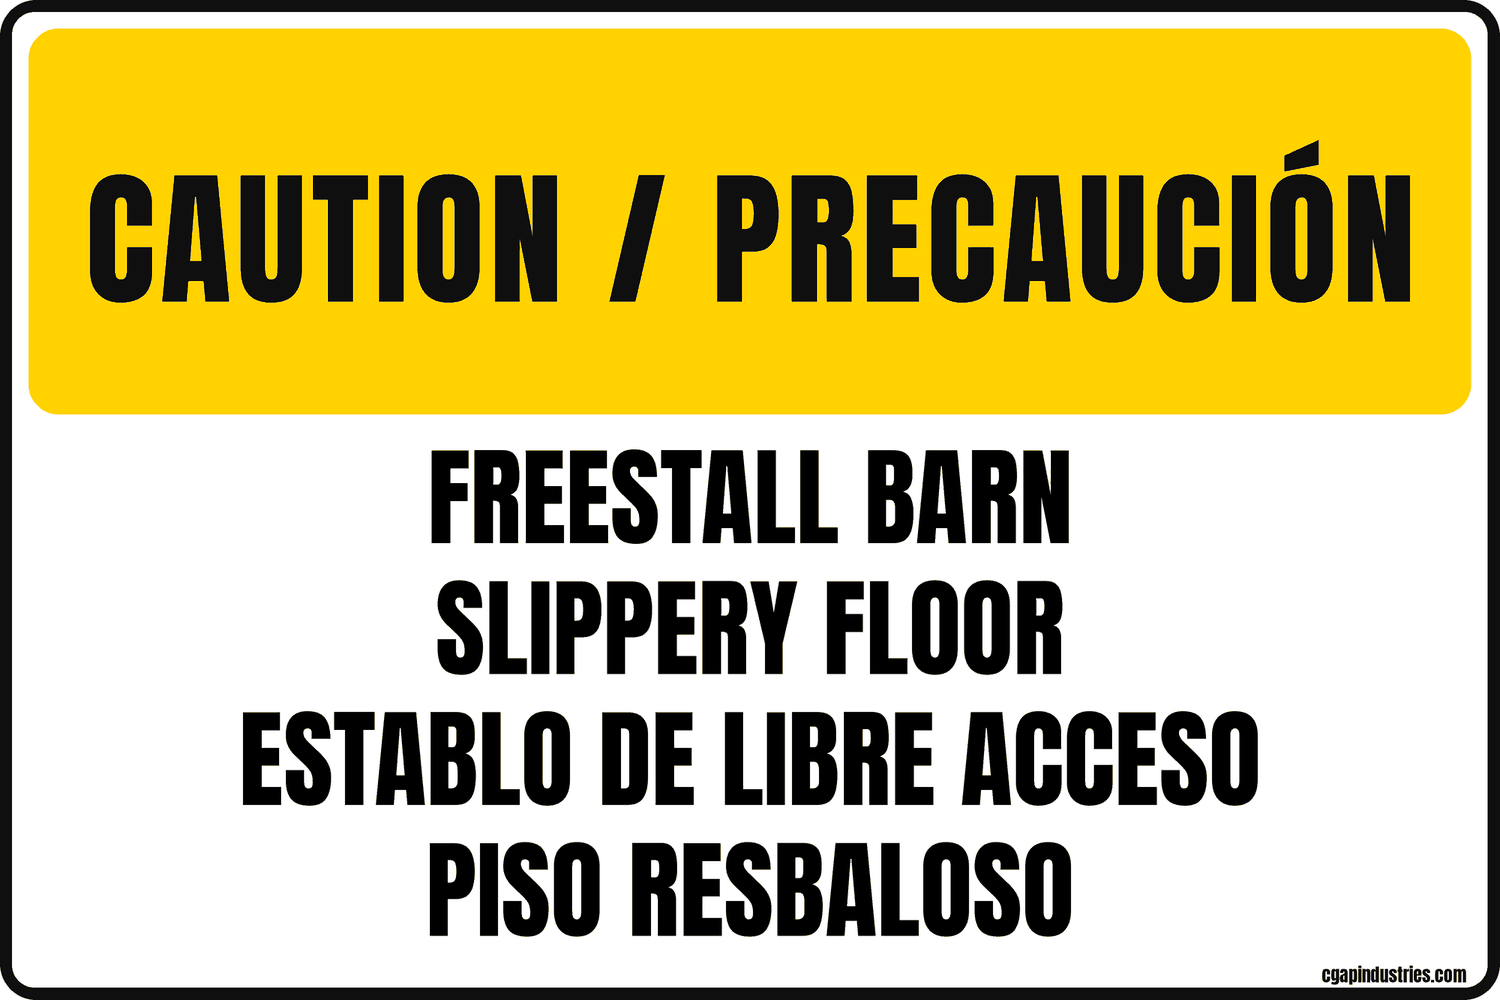 CAUTION / PRECAUCIÓN
FREESTALL BARN
SLIPPERY FLOOR
ESTABLO DE LIBRE ACCESO
PISO RESBALOSO
cgapindustries.com